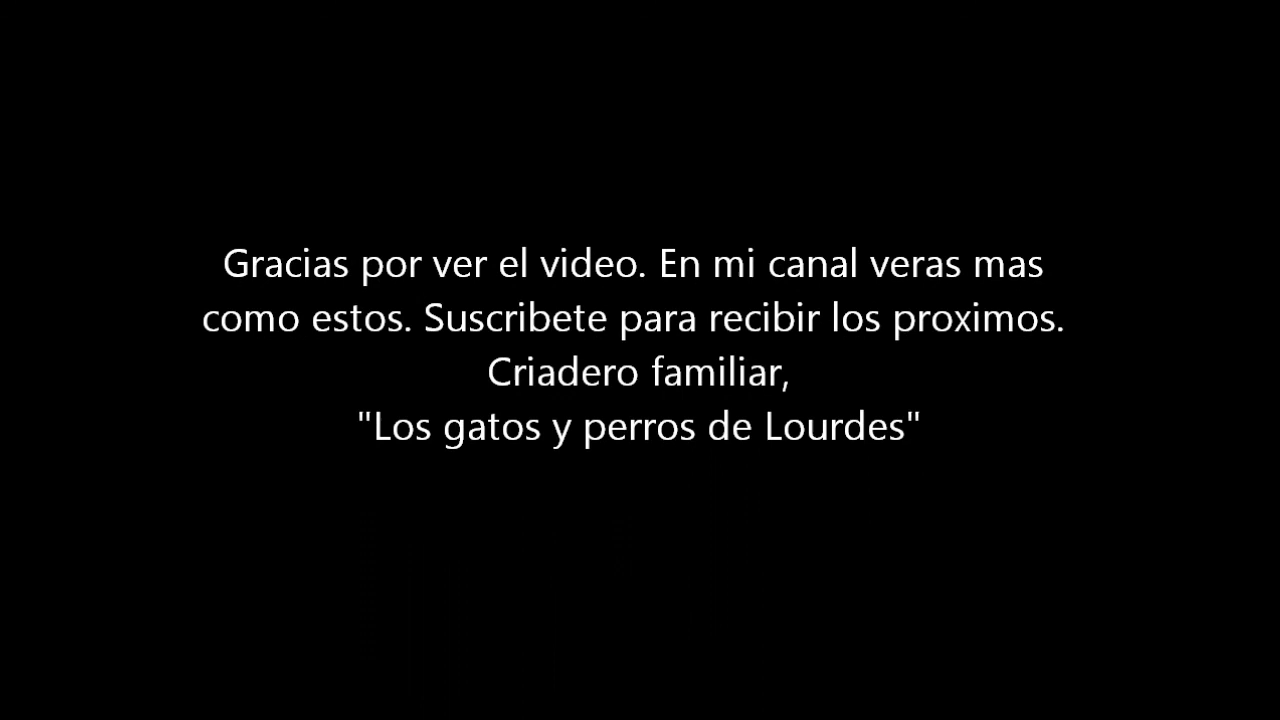 Gracias por ver el video. En mi canal veras mas
como estos. Suscribete para recibir los proximos.
Criadero familiar,
"Los gatos y perros de Lourdes"